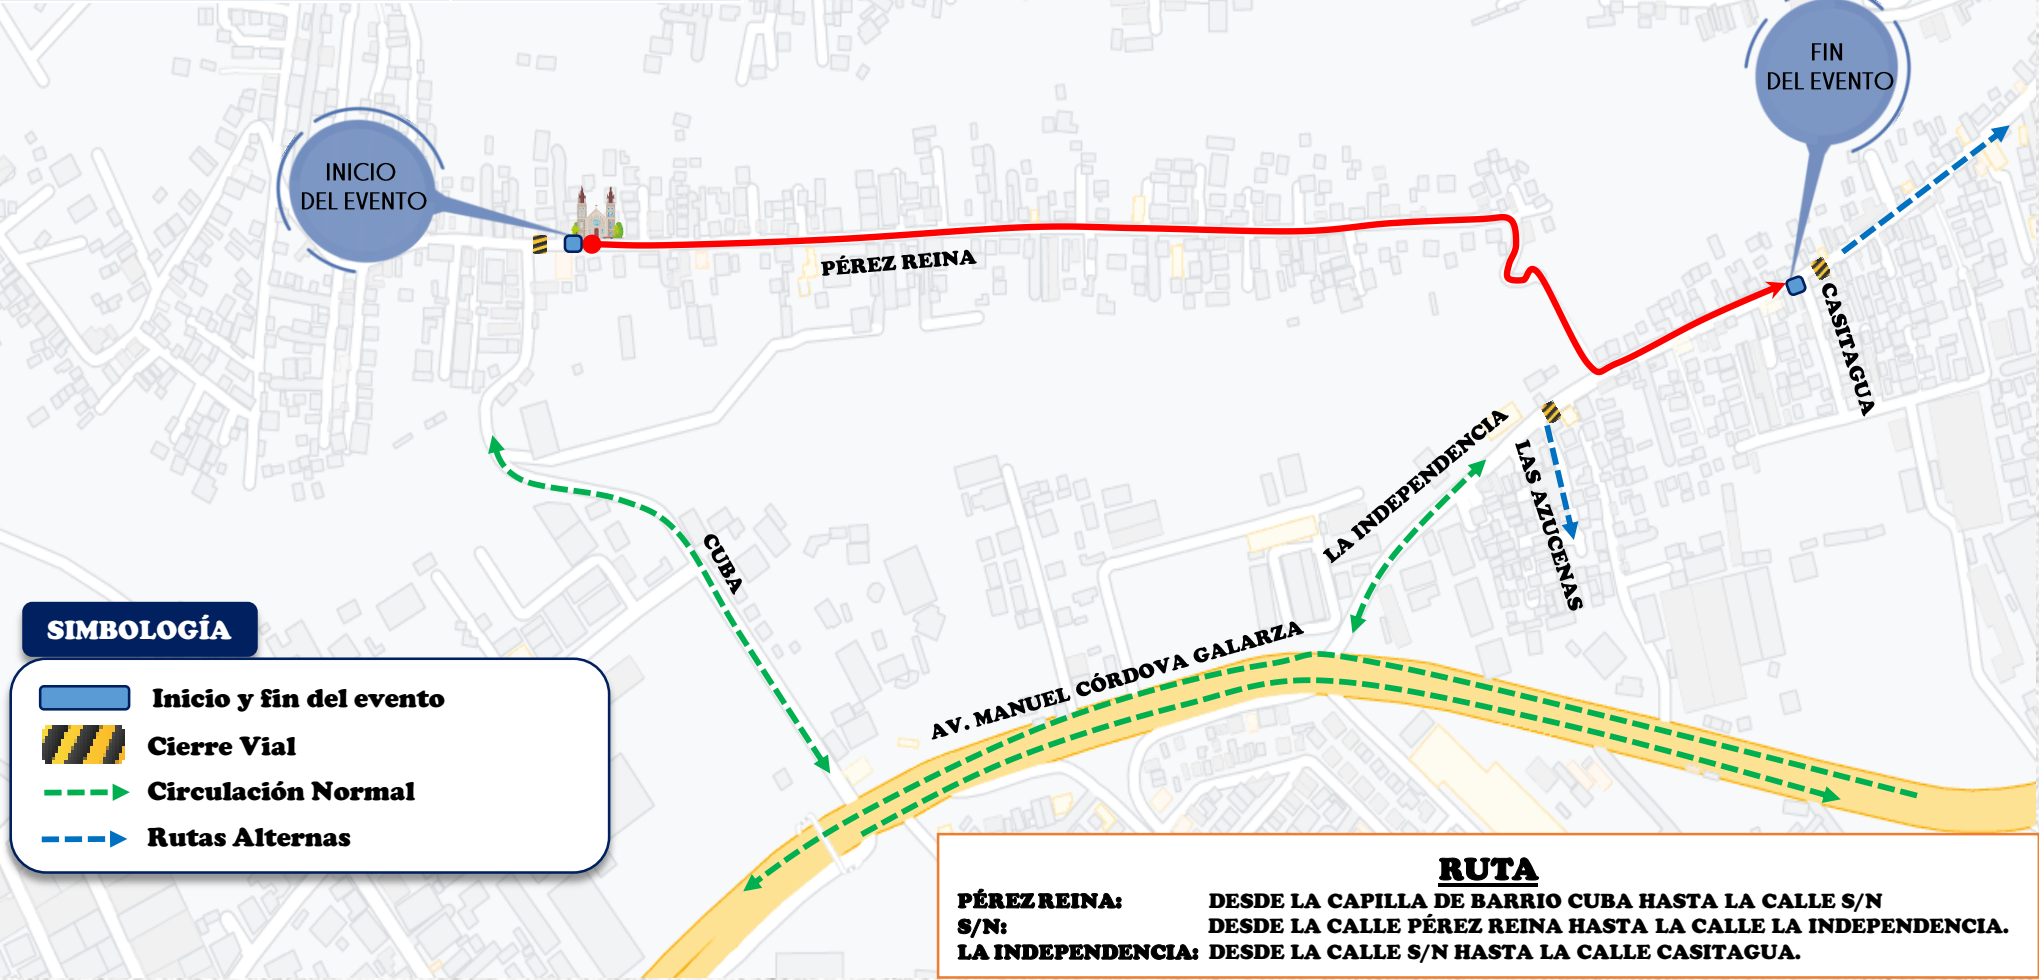 FIN
DEL EVENTO
INICIO
DEL EVENTO
PÉREZ REINA
CASITAGUA
LA INDEPENDENCIA
LAS AZUCENAS
CUBA
AV. MANUEL CÓRDOVA GALARZA
SIMBOLOGÍA
Inicio y fin del evento
Cierre Vial
Circulación Normal
Rutas Alternas
RUTA
PÉREZ REINA: DESDE LA CAPILLA DE BARRIO CUBA HASTA LA CALLE S/N
S/N: DESDE LA CALLE PÉREZ REINA HASTA LA CALLE LA INDEPENDENCIA.
LA INDEPENDENCIA: DESDE LA CALLE S/N HASTA LA CALLE CASITAGUA.